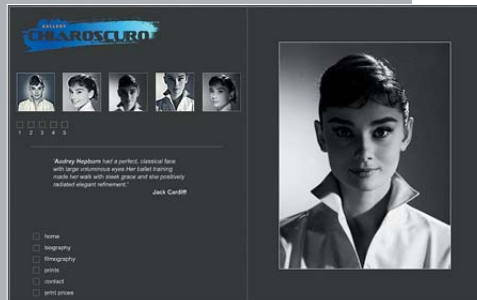 GALLERY
CHIAROSCURO
1 2 3 4 5
"Audrey Hepburn had a perfect, classical face
with large voluminous eyes Her ballet training
made her walk with sleek grace and she positively
radiated elegant refinement."
Jack Cardiff
home
biography
filmography
prints
contact
print prices